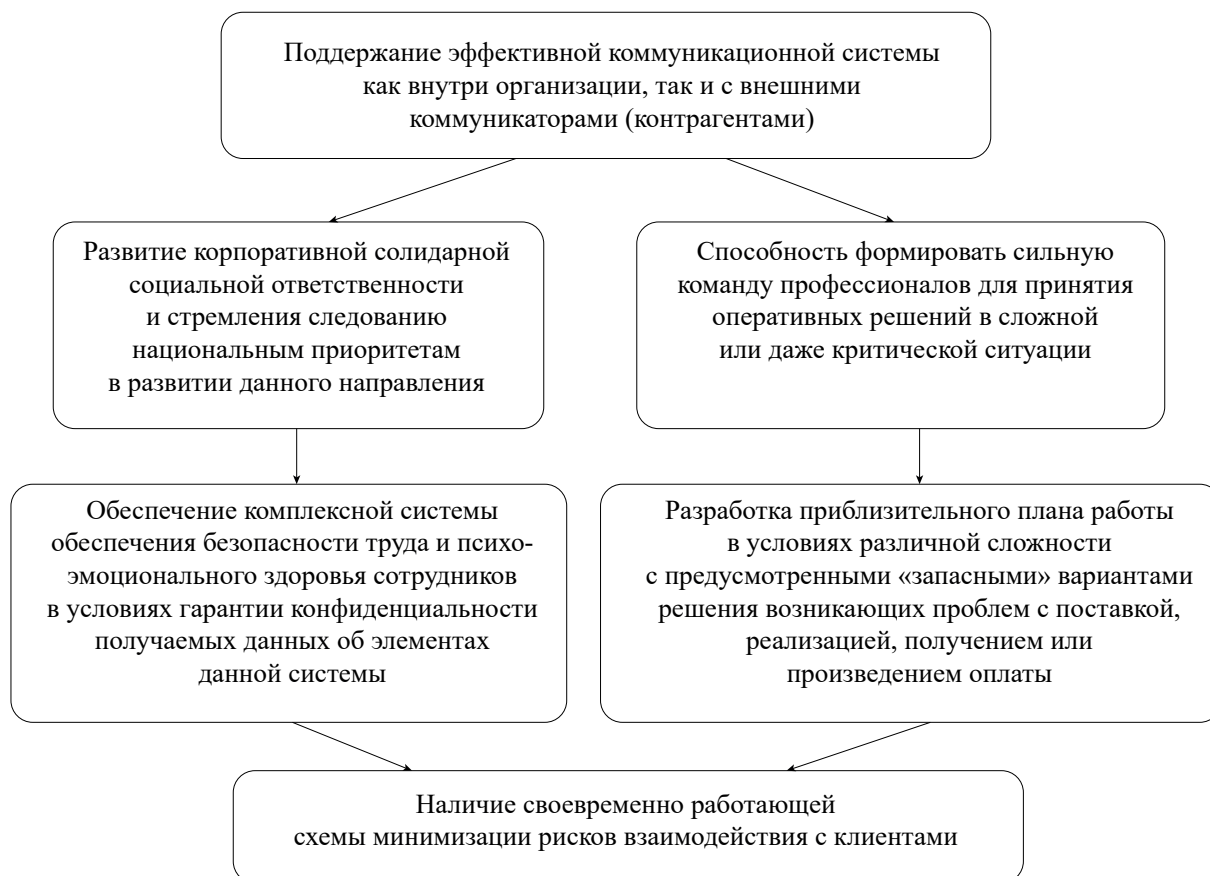 Поддержание эффективной коммуникационной системы
как внутри организации, так и с внешними
коммуникаторами (контрагентами)
Развитие корпоративной солидарной
социальной ответственности
и стремления следованию
национальным приоритетам
в развитии данного направления
Способность формировать сильную
команду профессионалов для принятия
оперативных решений в сложной
или даже критической ситуации
Обеспечение комплексной системы
обеспечения безопасности труда и психо-
эмоционального здоровья сотрудников
в условиях гарантии конфиденциальности
получаемых данных об элементах
данной системы
Разработка приблизительного плана работы
в условиях различной сложности
с предусмотренными «запасными» вариантами
решения возникающих проблем с поставкой,
реализацией, получением или
произведением оплаты
Наличие своевременно работающей
схемы минимизации рисков взаимодействия с клиентами